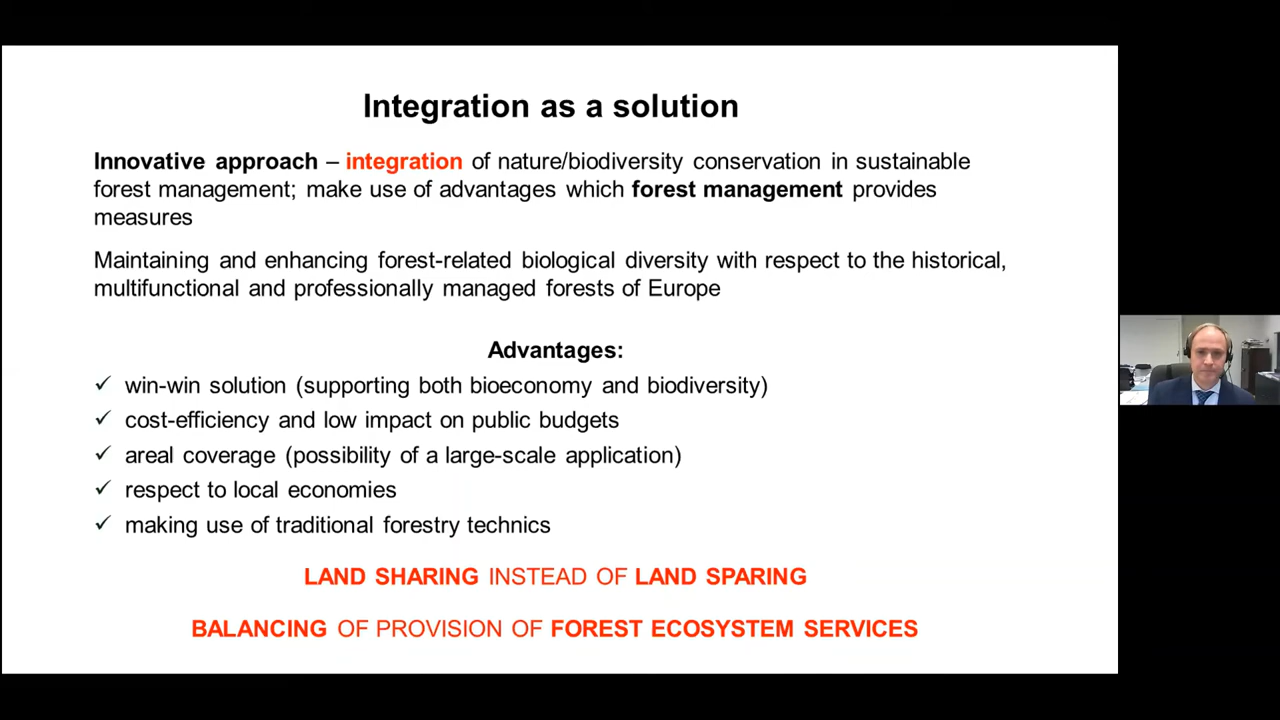 Integration as a solution
Innovative approach – integration of nature/biodiversity conservation in sustainable
forest management; make use of advantages which forest management provides
measures
Maintaining and enhancing forest-related biological diversity with respect to the historical,
multifunctional and professionally managed forests of Europe
Advantages:
✓ win-win solution (supporting both bioeconomy and biodiversity)
✓ cost-efficiency and low impact on public budgets
✓ areal coverage (possibility of a large-scale application)
✓ respect to local economies
✓ making use of traditional forestry technics
LAND SHARING INSTEAD OF LAND SPARING
BALANCING OF PROVISION OF FOREST ECOSYSTEM SERVICES